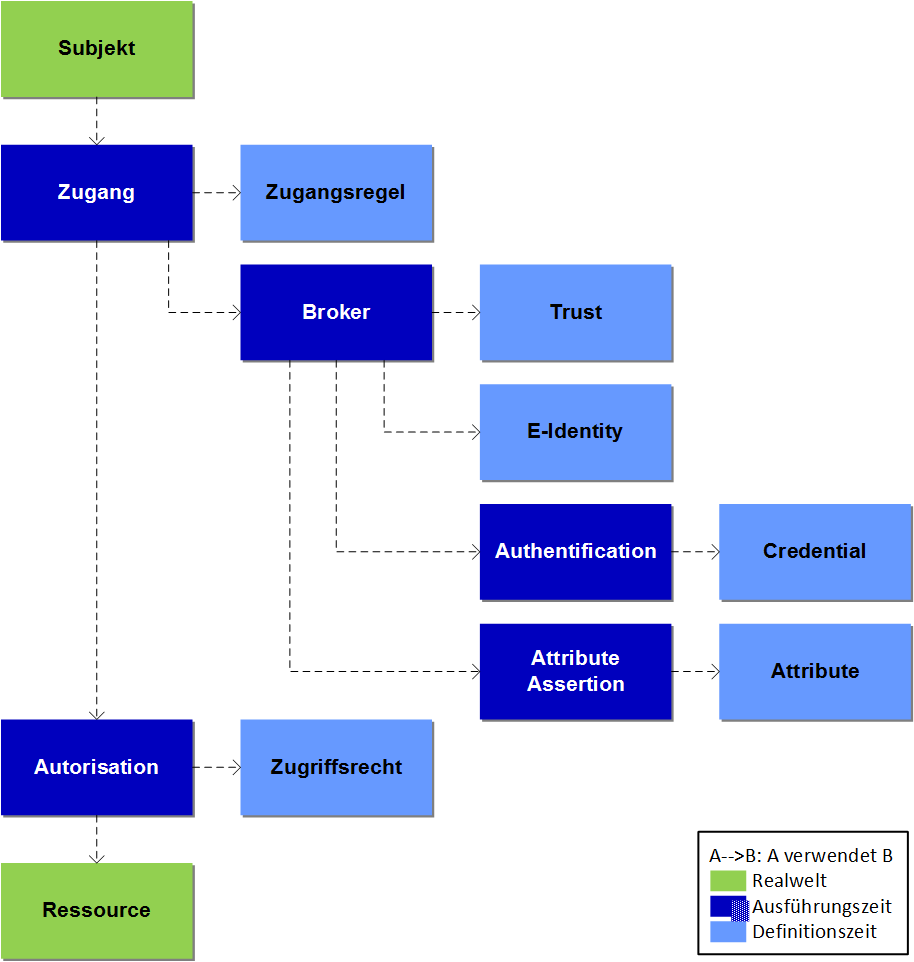 Subjekt
Zugang
Zugangsregel
Broker
Trust
E-Identity
Authentification
Credential
Attribute
Assertion
Attribute
Autorisation
Zugriffsrecht
Ressource
A-->B: A verwendet B
Realwelt
Ausführungszeit
Definitionszeit